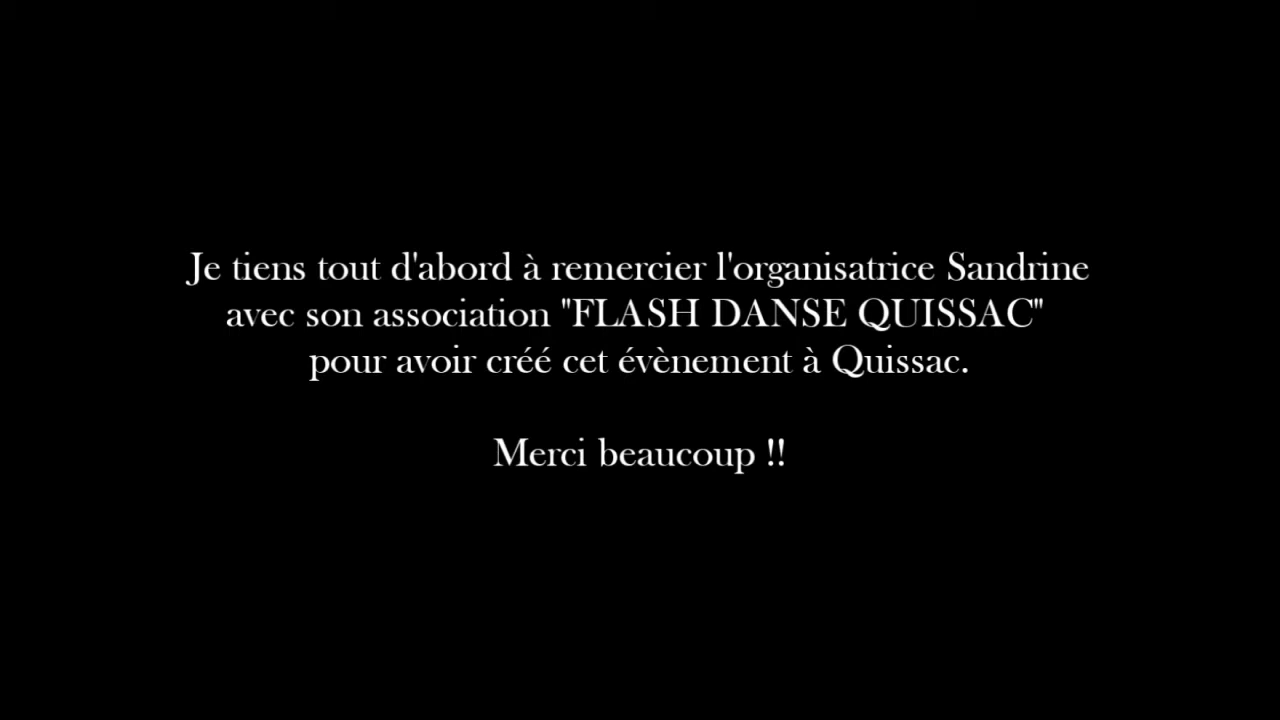 Je tiens tout d'abord à remercier l'organisatrice Sandrine
avec son association "FLASH DANSE QUISSAC"
pour avoir créé cet évènement à Quissac.
Merci beaucoup !!